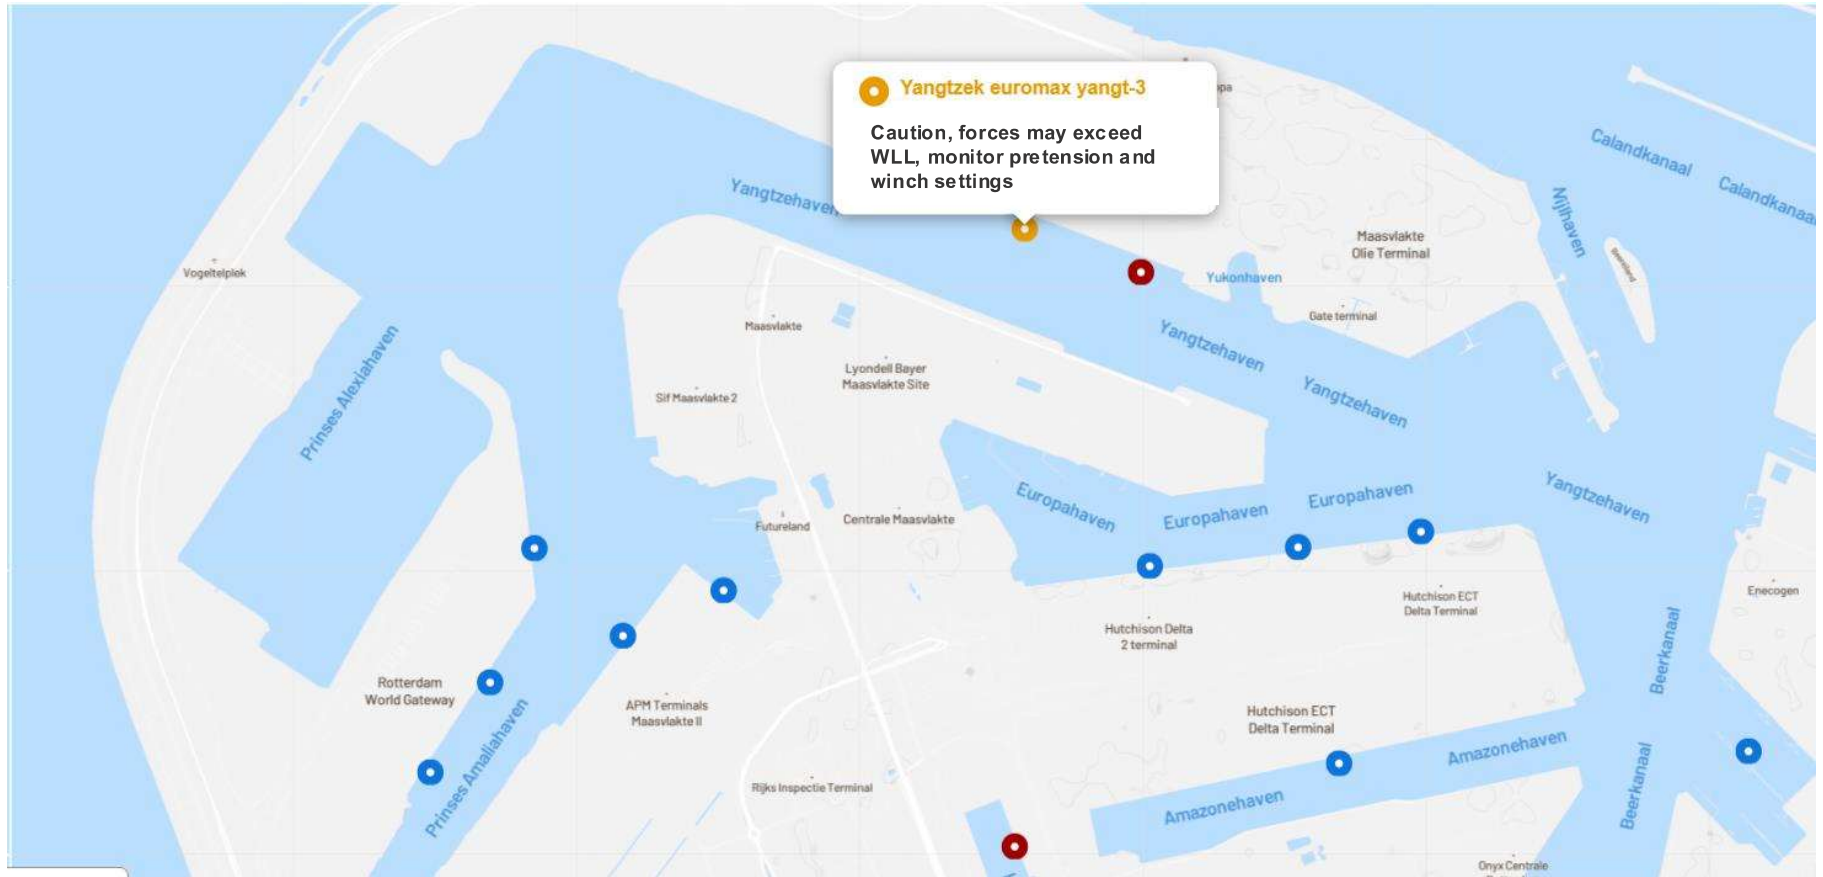 Yangtzek euromax yangt-3
Caution, forces may exceed
WLL, monitor pretension and
winch settings
opa
Calandkanaal
Calandkanaa
Yangtzehaven
Nijlhaven
Maasvlakte
Olie Terminal
Beereiland
Vogeltelplek
Yukonhaven
Gate terminal
Maasvlakte
Yangtzehaven
Lyondell Bayer
Maasvlakte Site
Sif Maasvlakte 2
Prinses Alexiahaven
Yangtzehaven
Europahaven
Europahaven
Europahaven
Yangtzehaven
Futureland
Centrale Maasvlakte
Enecogen
Hutchison ECT
Delta Terminal
Hutchison Delta
2 terminal
Beerkanaal
Rotterdam
World Gateway
APM Terminals
Maasvlakte II
Hutchison ECT
Delta Terminal
Prinses Amaliahaven
Amazonehaven
Rijks Inspectie Terminal
Amazonehaven
Beerkanaal
Onyx Centrale